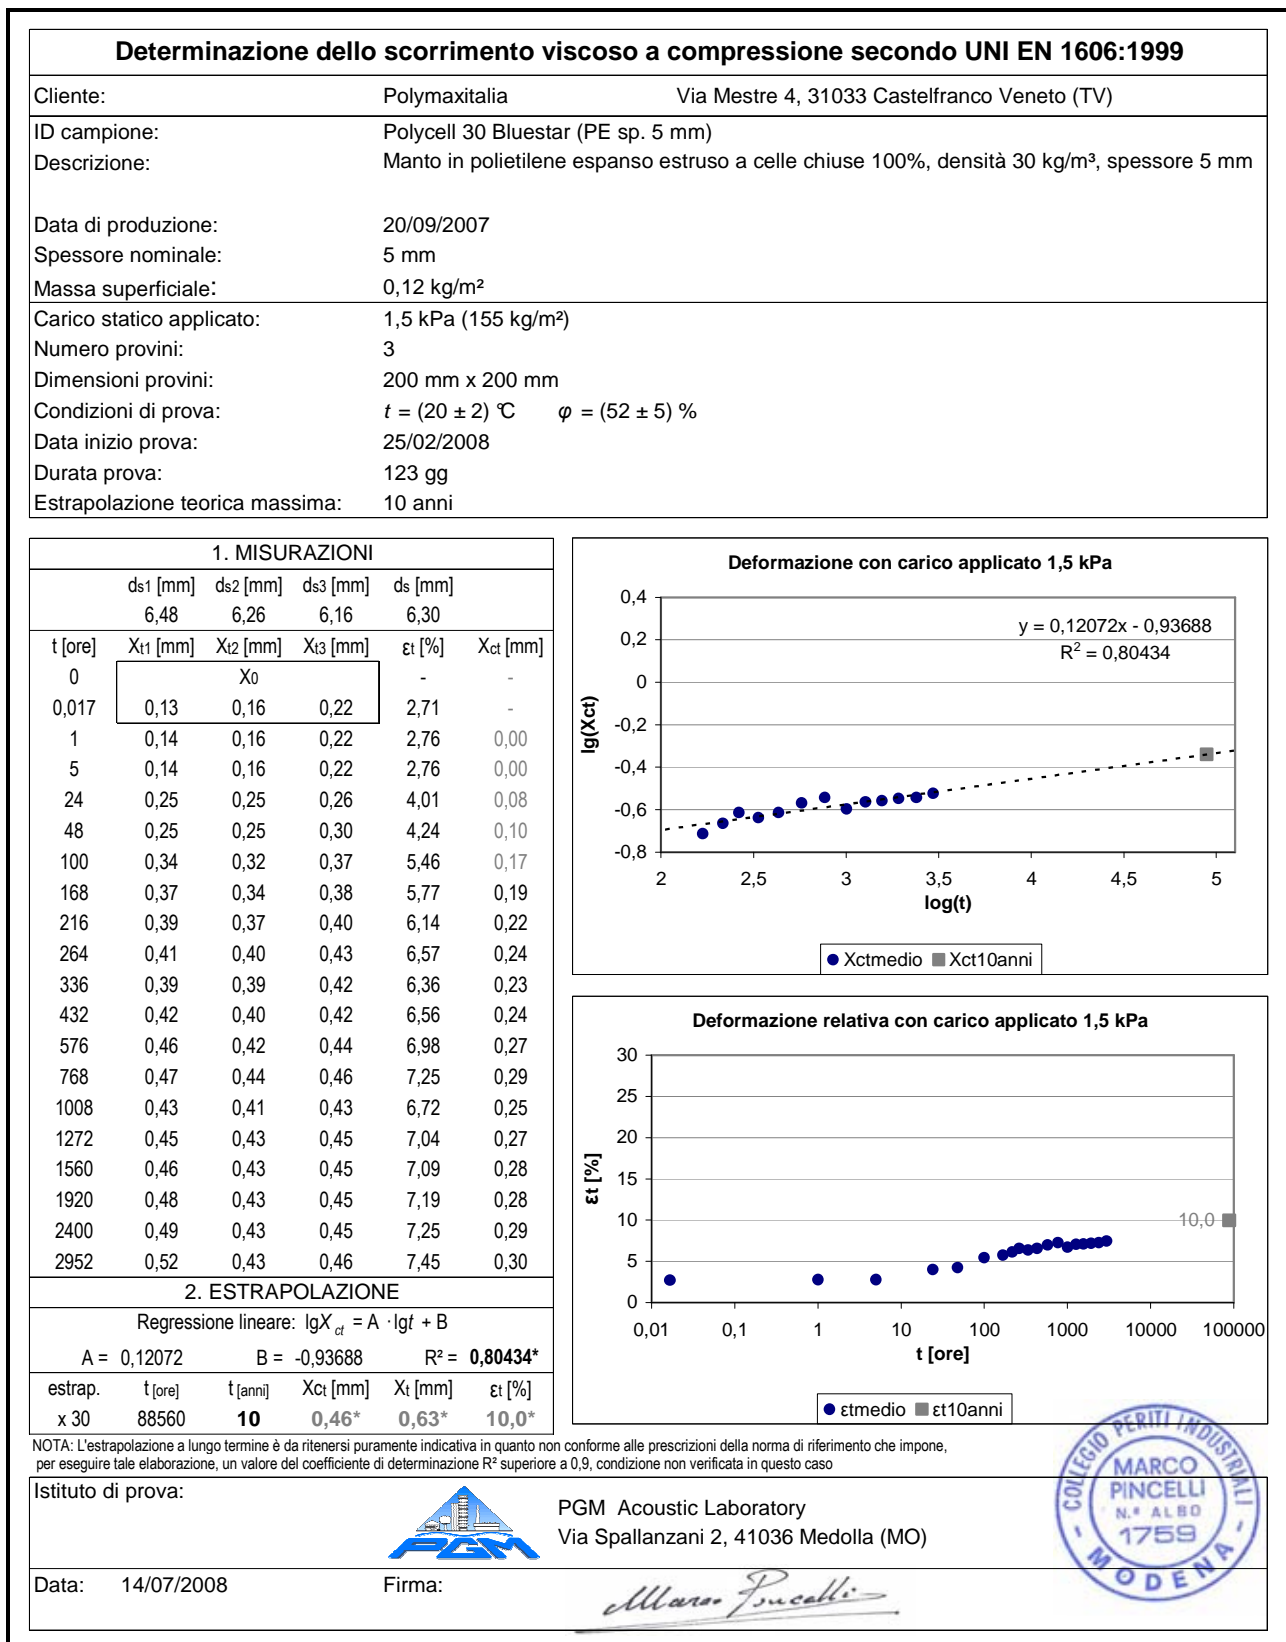 Determinazione dello scorrimento viscoso a compressione secondo UNI EN 1606:1999
Cliente: Polymaxitalia Via Mestre 4, 31033 Castelfranco Veneto (TV)
ID campione: Polycell 30 Bluestar (PE sp. 5 mm)
Descrizione: Manto in polietilene espanso estruso a celle chiuse 100%, densità 30 kg/m³, spessore 5 mm
Data di produzione: 20/09/2007
Spessore nominale: 5 mm
Massa superficiale: 0,12 kg/m²
Carico statico applicato: 1,5 kPa (155 kg/m²)
Numero provini: 3
Dimensioni provini: 200 mm x 200 mm
Condizioni di prova: t = (20 ± 2) °C φ = (52 ± 5) %
Data inizio prova: 25/02/2008
Durata prova: 123 gg
Estrapolazione teorica massima: 10 anni
1. MISURAZIONI
ds1 [mm] ds2 [mm] ds3 [mm] ds [mm]
6,48 6,26 6,16 6,30
t [ore] Xt1 [mm] Xt2 [mm] Xt3 [mm] εt [%] Xct [mm]
0 X0 - -
0,017 0,13 0,16 0,22 2,71 -
1 0,14 0,16 0,22 2,76 0,00
5 0,14 0,16 0,22 2,76 0,00
24 0,25 0,25 0,26 4,01 0,08
48 0,25 0,25 0,30 4,24 0,10
100 0,34 0,32 0,37 5,46 0,17
168 0,37 0,34 0,38 5,77 0,19
216 0,39 0,37 0,40 6,14 0,22
264 0,41 0,40 0,43 6,57 0,24
336 0,39 0,39 0,42 6,36 0,23
432 0,42 0,40 0,42 6,56 0,24
576 0,46 0,42 0,44 6,98 0,27
768 0,47 0,44 0,46 7,25 0,29
1008 0,43 0,41 0,43 6,72 0,25
1272 0,45 0,43 0,45 7,04 0,27
1560 0,46 0,43 0,45 7,09 0,28
1920 0,48 0,43 0,45 7,19 0,28
2400 0,49 0,43 0,45 7,25 0,29
2952 0,52 0,43 0,46 7,45 0,30
2. ESTRAPOLAZIONE
Regressione lineare: lgXct = A · lgt + B
A = 0,12072 B = -0,93688 R² = 0,80434*
estrap. t [ore] t [anni] Xct [mm] Xt [mm] εt [%]
x 30 88560 10 0,46* 0,63* 10,0*
Deformazione con carico applicato 1,5 kPa
0,4
0,2
0
-0,2
-0,4
-0,6
-0,8
lg(Xct)
y = 0,12072x - 0,93688
R² = 0,80434
2 2,5 3 3,5 4 4,5 5
log(t)
Xctmedio Xct10anni
Deformazione relativa con carico applicato 1,5 kPa
30
25
20
15
10
5
0
εt [%]
10,0
0,01 0,1 1 10 100 1000 10000 100000
t [ore]
εtmedio εt10anni
NOTA: L'estrapolazione a lungo termine è da ritenersi puramente indicativa in quanto non conforme alle prescrizioni della norma di riferimento che impone,
per eseguire tale elaborazione, un valore del coefficiente di determinazione R² superiore a 0,9, condizione non verificata in questo caso
Istituto di prova: PGM Acoustic Laboratory
Via Spallanzani 2, 41036 Medolla (MO)
PGM
COLLEGIO PERITI INDUSTRIALI - MODENA -
MARCO
PINCELLI
N.° ALBO
1759
Data: 14/07/2008 Firma:
Marco Pincelli